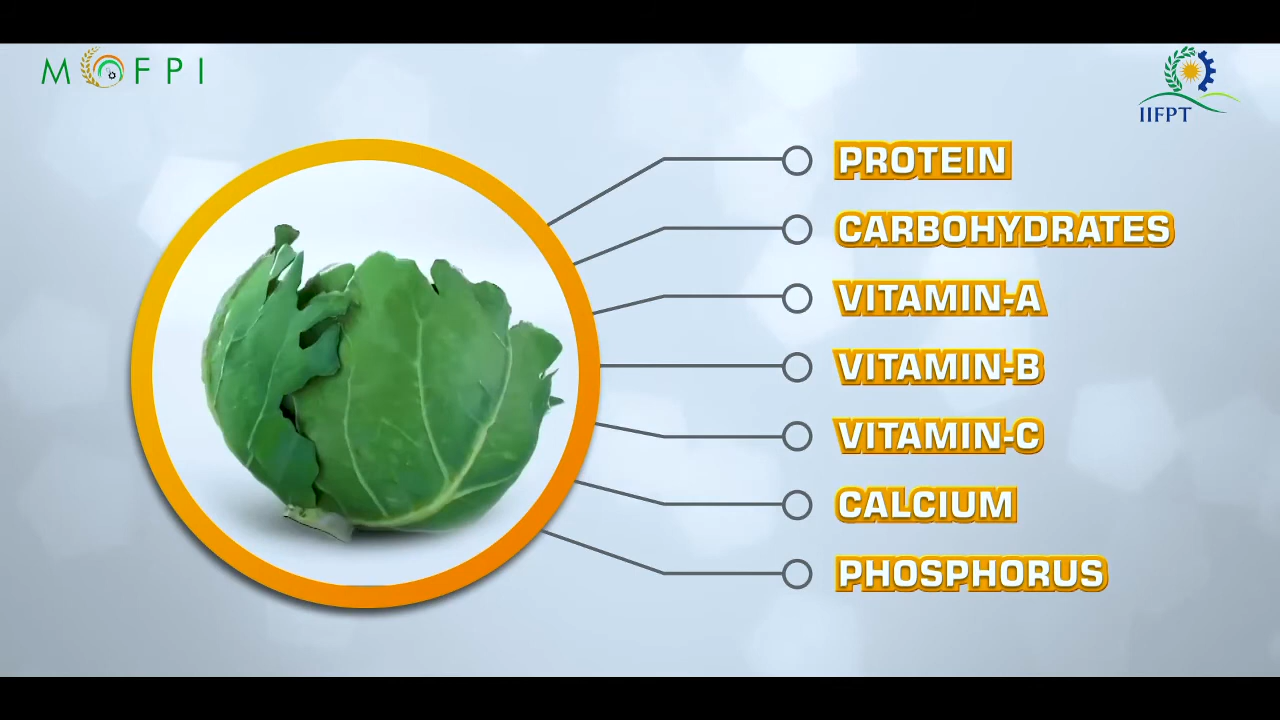 MOFPI
IIFPT
PROTEIN
CARBOHYDRATES
VITAMIN-A
VITAMIN-B
VITAMIN-C
CALCIUM
PHOSPHORUS